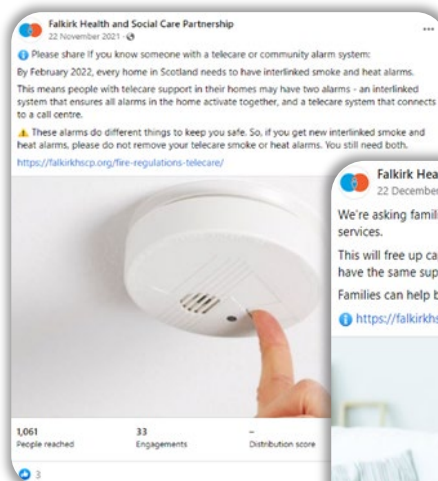 Falkirk Health and Social Care Partnership
22 November 2021 ·
Please share If you know someone with a telecare or community alarm system:
By February 2022, every home in Scotland needs to have interlinked smoke and heat alarms.
This means people with telecare support in their homes may have two alarms - an interlinked
system that ensures all alarms in the home activate together, and a telecare system that connects
to a call centre.
These alarms do different things to keep you safe. So, if you get new interlinked smoke and
heat alarms, please do not remove your telecare smoke or heat alarms. You still need both.
https://falkirkhscp.org/fire-regulations-telecare/
1,061
People reached
33
Engagements
–
Distribution score
3
Falkirk Hea
22 December
We're asking famili
services.
This will free up ca
have the same sup
Families can help b
https://falkirkhs